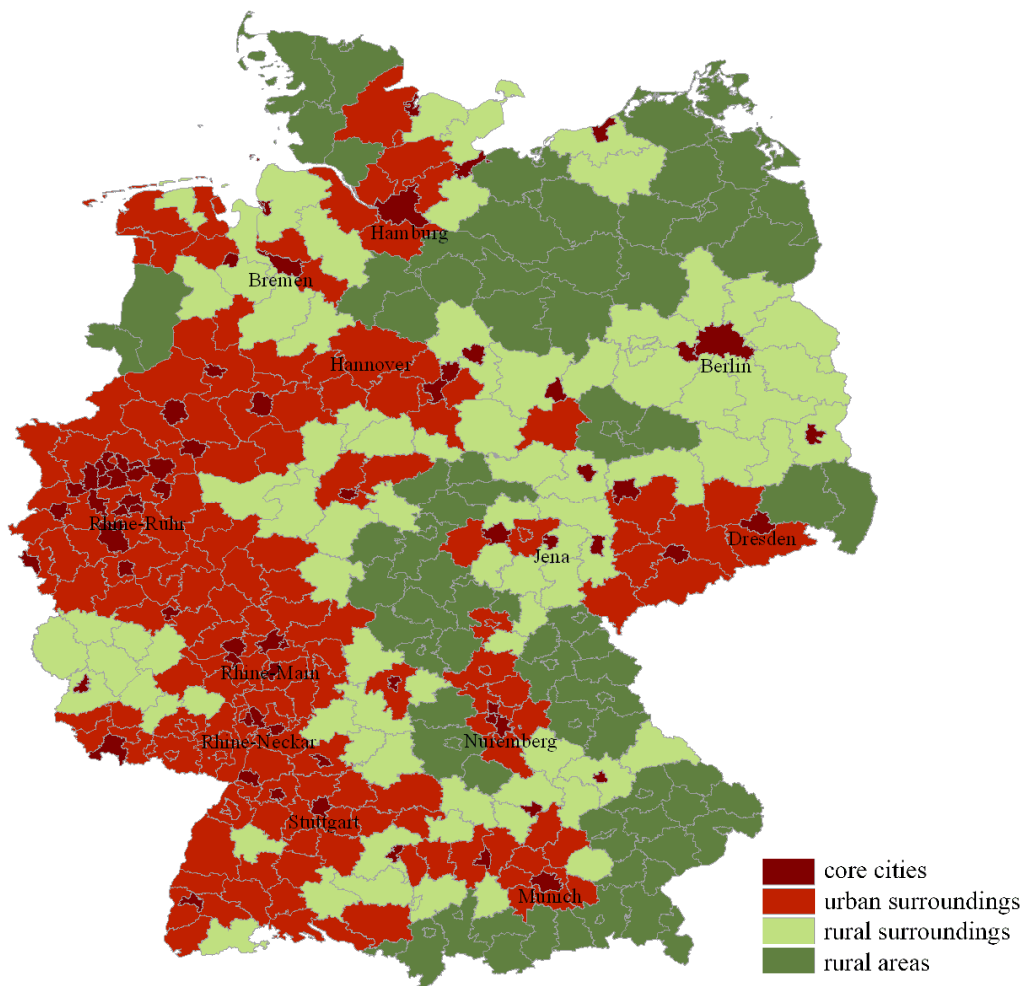 Hamburg
Bremen
Hannover
Berlin
Rhine-Ruhr
Dresden
Jena
Rhine-Main
Rhine-Neckar
Nuremberg
Stuttgart
Munich
core cities
urban surroundings
rural surroundings
rural areas